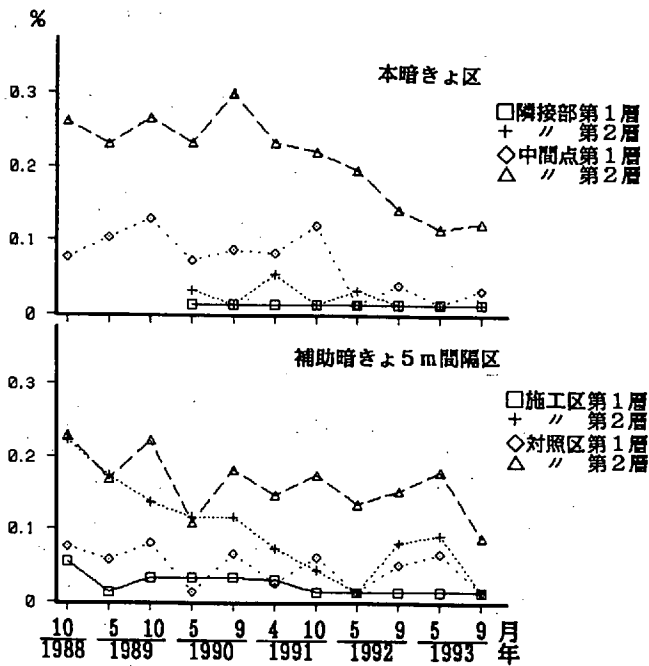 %
本暗きょ区
0.3
0.2
0.1
0
□隣接部第1層
+ 〃 第2層
◇中間点第1層
△ 〃 第2層
補助暗きょ5m間隔区
0.3
0.2
0.1
0
□施工区第1層
+ 〃 第2層
◇対照区第1層
△ 〃 第2層
10 5 10 5 9 4 10 5 9 5 9 月
1988 1989 1990 1991 1992 1993 年